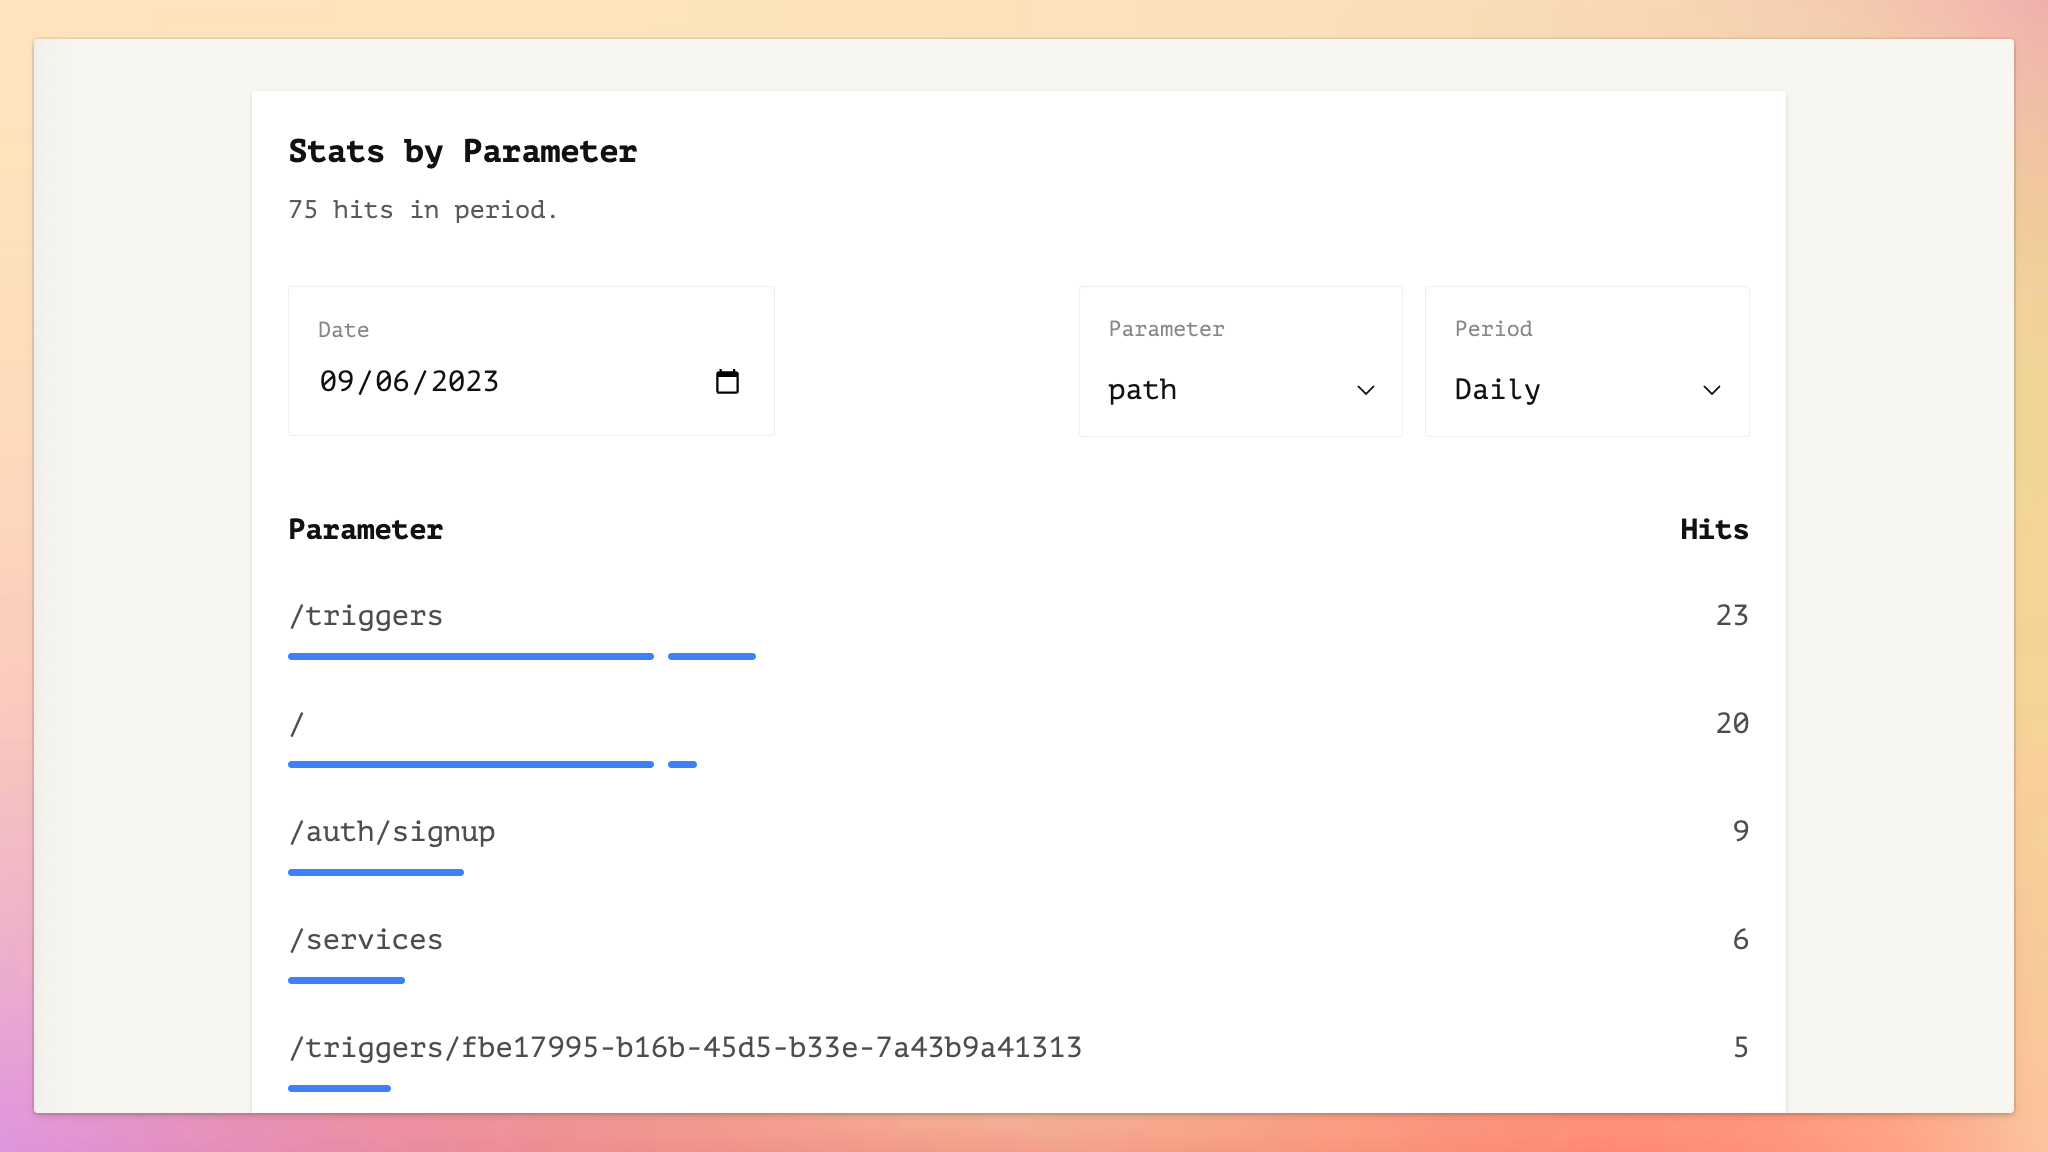 Stats by Parameter
75 hits in period.
Date
09/06/2023
Parameter
path
Period
Daily
Parameter Hits
/triggers 23
/ 20
/auth/signup 9
/services 6
/triggers/fbe17995-b16b-45d5-b33e-7a43b9a41313 5